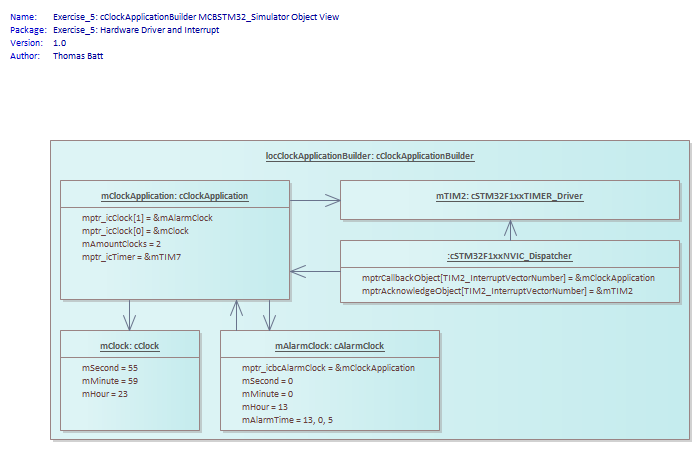 Name: Exercise_5: cClockApplicationBuilder MCBSTM32_Simulator Object View
Package: Exercise_5: Hardware Driver and Interrupt
Version: 1.0
Author: Thomas Batt
locClockApplicationBuilder: cClockApplicationBuilder
mClockApplication: cClockApplication
mptr_icClock[1] = &mAlarmClock
mptr_icClock[0] = &mClock
mAmountClocks = 2
mptr_icTimer = &mTIM7
mTIM2: cSTM32F1xxTIMER_Driver
:cSTM32F1xxNVIC_Dispatcher
mptrCallbackObject[TIM2_InterruptVectorNumber] = &mClockApplication
mptrAcknowledgeObject[TIM2_InterruptVectorNumber] = &mTIM2
mClock: cClock
mSecond = 55
mMinute = 59
mHour = 23
mAlarmClock: cAlarmClock
mptr_icbcAlarmClock = &mClockApplication
mSecond = 0
mMinute = 0
mHour = 13
mAlarmTime = 13, 0, 5